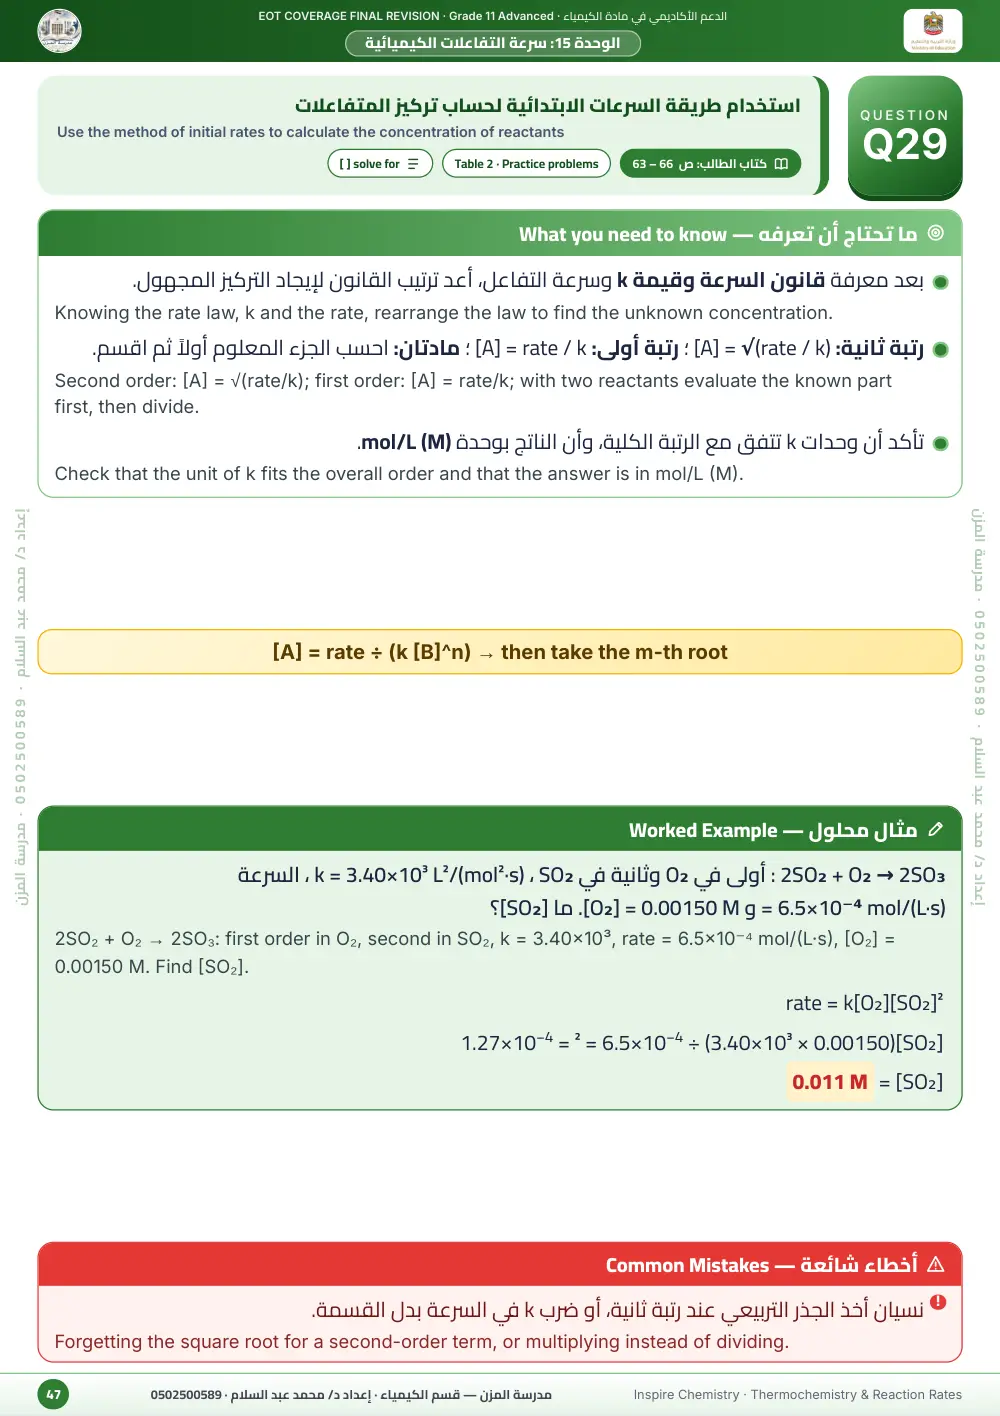 EOT COVERAGE FINAL REVISION · Grade 11 Advanced · الدعم الأكاديمي في مادة الكيمياء
الوحدة 15: سرعة التفاعلات الكيميائية
QUESTION
Q29
استخدام طريقة السرعات الابتدائية لحساب تركيز المتفاعلات
Use the method of initial rates to calculate the concentration of reactants
كتاب الطالب: ص 66 – 63
Table 2 · Practice problems
[ ] solve for
ما تحتاج أن تعرفه — What you need to know
بعد معرفة قانون السرعة وقيمة k وسرعة التفاعل، أعد ترتيب القانون لإيجاد التركيز المجهول.
Knowing the rate law, k and the rate, rearrange the law to find the unknown concentration.
رتبة ثانية: [A] = √(rate / k) ؛ رتبة أولى: [A] = rate / k ؛ مادتان: احسب الجزء المعلوم أولاً ثم اقسم.
Second order: [A] = √(rate/k); first order: [A] = rate/k; with two reactants evaluate the known part
first, then divide.
تأكد أن وحدات k تتفق مع الرتبة الكلية، وأن الناتج بوحدة mol/L (M).
Check that the unit of k fits the overall order and that the answer is in mol/L (M).
[A] = rate ÷ (k [B]^n) → then take the m-th root
مثال محلول — Worked Example
2SO₂ + O₂ → 2SO₃ : أولى في O₂ وثانية في SO₂ ، k = 3.40×10³ L²/(mol²·s) ، السرعة
= 6.5×10⁻⁴ mol/(L·s) و [O₂] = 0.00150 M. ما [SO₂]؟
2SO₂ + O₂ → 2SO₃: first order in O₂, second in SO₂, k = 3.40×10³, rate = 6.5×10⁻⁴ mol/(L·s), [O₂] =
0.00150 M. Find [SO₂].
rate = k[O₂][SO₂]²
1.27×10⁻⁴ = ² = 6.5×10⁻⁴ ÷ (3.40×10³ × 0.00150)[SO₂]
0.011 M = [SO₂]
أخطاء شائعة — Common Mistakes
نسيان أخذ الجذر التربيعي عند رتبة ثانية، أو ضرب k في السرعة بدل القسمة.
Forgetting the square root for a second-order term, or multiplying instead of dividing.
إعداد د/ محمد عبد السلام · 0502500589 · مدرسة المزن
إعداد د/ محمد عبد السلام · 0502500589 · مدرسة المزن
47
مدرسة المزن — قسم الكيمياء · إعداد د/ محمد عبد السلام · 0502500589
Inspire Chemistry · Thermochemistry & Reaction Rates